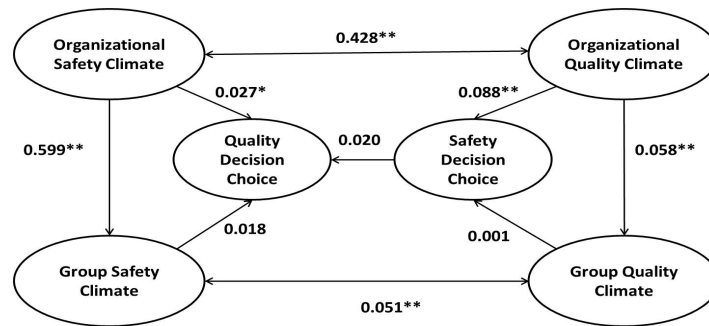 Organizational
Safety Climate
0.428**
Organizational
Quality Climate
0.027*
0.088**
0.599**
Quality
Decision
Choice
0.020
Safety
Decision
Choice
0.058**
0.018
0.001
Group Safety
Climate
0.051**
Group Quality
Climate